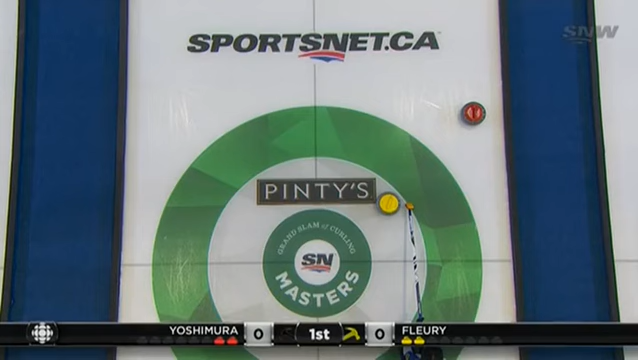 SPORTSNET.CA
SNW
PINTY'S
GRAND SLAM of CURLING
SN
MASTERS
YOSHIMURA 0 1st 0 FLEURY